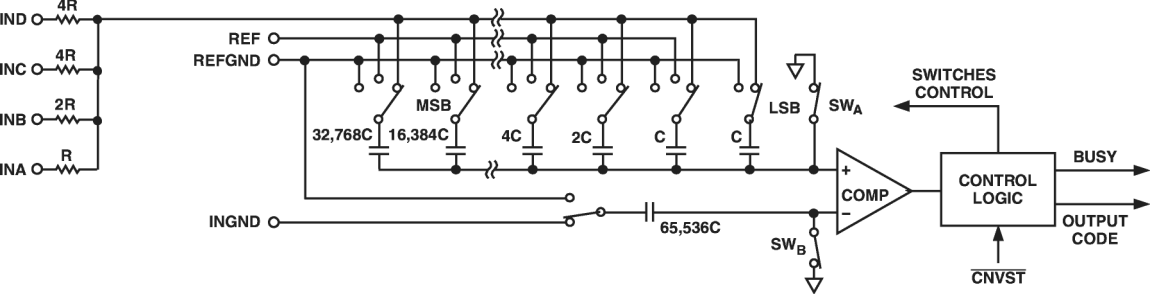 IND
4R
REF
REFGND
INC
4R
INB
2R
INA
R
MSB
32,768C
16,384C
4C
2C
C
C
LSB
SWA
SWITCHES
CONTROL
+
COMP
−
CONTROL
LOGIC
BUSY
OUTPUT
CODE
INGND
65,536C
SWB
CNVST